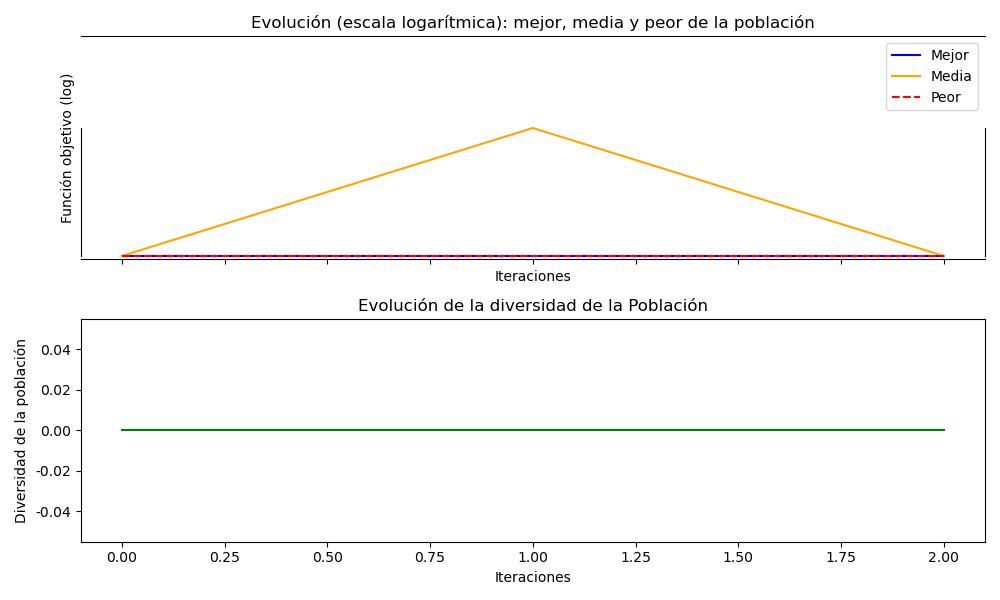 Evolución (escala logarítmica): mejor, media y peor de la población
Función objetivo (log)
Mejor
Media
Peor
Iteraciones
Evolución de la diversidad de la Población
Diversidad de la población
0.04
0.02
0.00
-0.02
-0.04
0.00 0.25 0.50 0.75 1.00 1.25 1.50 1.75 2.00
Iteraciones